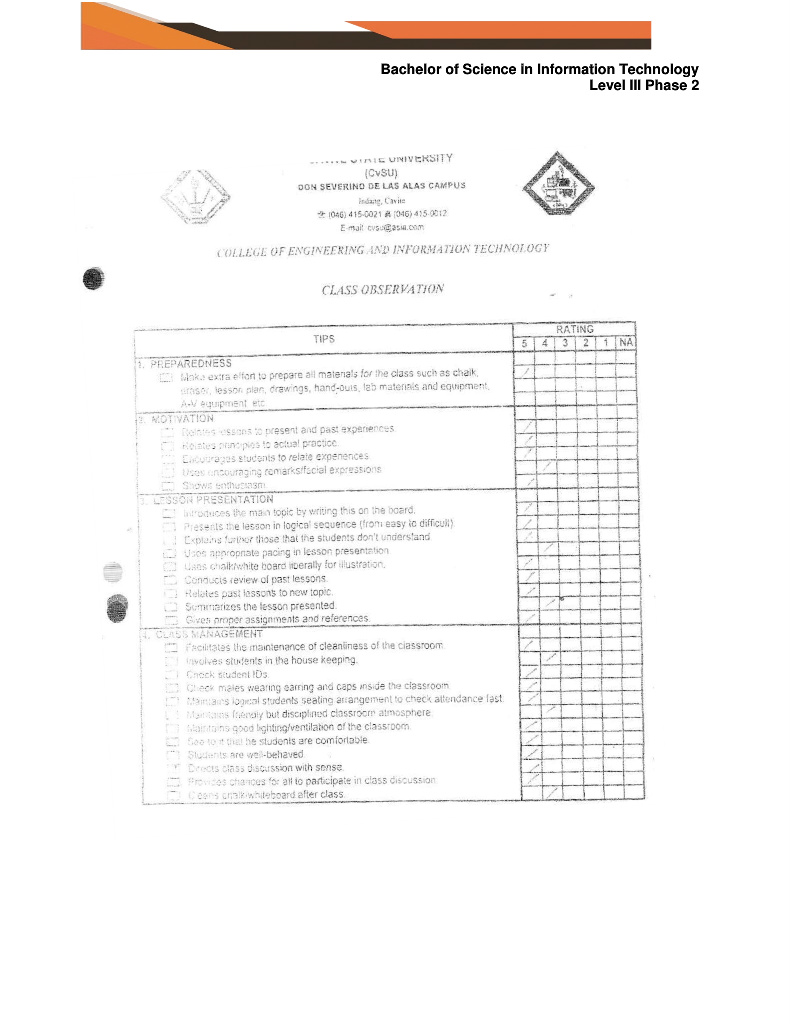 Bachelor of Science in Information Technology
Level III Phase 2
STATE UNIVERSITY
(CvSU)
DON SEVERINO DE LAS ALAS CAMPUS
Indang, Cavite
(046) 415-0021 (046) 415-0012
E-mail: cvsu@asia.com
COLLEGE OF ENGINEERING AND INFORMATION TECHNOLOGY
CLASS OBSERVATION
TIPS
RATING
5 4 3 2 1 NA
1. PREPAREDNESS
Make extra effort to prepare all materials for the class such as chalk,
eraser, lesson plan, drawings, hand-outs, lab materials and equipment,
A-V equipment etc.
2. MOTIVATION
Relates lessons to present and past experiences.
Relates principles to actual practice.
Encourages students to relate experiences.
Uses encouraging remarks/facial expressions
Shows enthusiasm
3. LESSON PRESENTATION
Introduces the main topic by writing this on the board.
Presents the lesson in logical sequence (from easy to difficult)
Explains further those that the students don't understand.
Uses appropriate pacing in lesson presentation
Uses chalk/white board liberally for illustration.
Conducts review of past lessons.
Relates past lessons to new topic.
Summarizes the lesson presented.
Gives proper assignments and references.
4. CLASS MANAGEMENT
Facilitates the maintenance of cleanliness of the classroom.
Involves students in the house keeping.
Check student IDs.
Check males wearing earring and caps inside the classroom.
Maintains logical students seating arrangement to check attendance fast.
Maintains friendly but disciplined classroom atmosphere.
Maintains good lighting/ventilation of the classroom.
See to it that he students are comfortable.
Students are well-behaved.
Directs class discussion with sense.
Provides chances for all to participate in class discussion.
Cleans chalk/whiteboard after class.